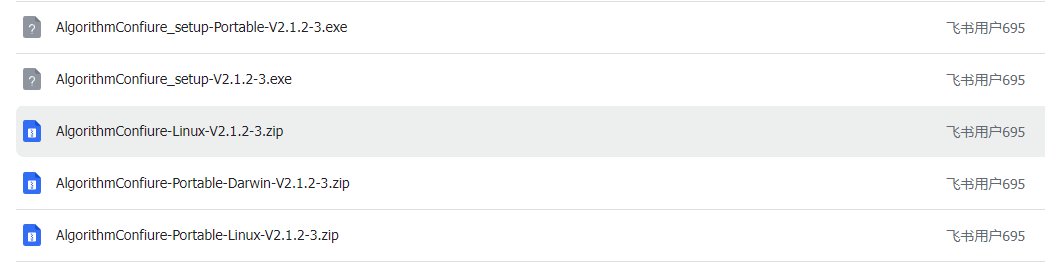 AlgorithmConfiure_setup-Portable-V2.1.2-3.exe 飞书用户695
AlgorithmConfiure_setup-V2.1.2-3.exe 飞书用户695
AlgorithmConfiure-Linux-V2.1.2-3.zip 飞书用户695
AlgorithmConfiure-Portable-Darwin-V2.1.2-3.zip 飞书用户695
AlgorithmConfiure-Portable-Linux-V2.1.2-3.zip 飞书用户695